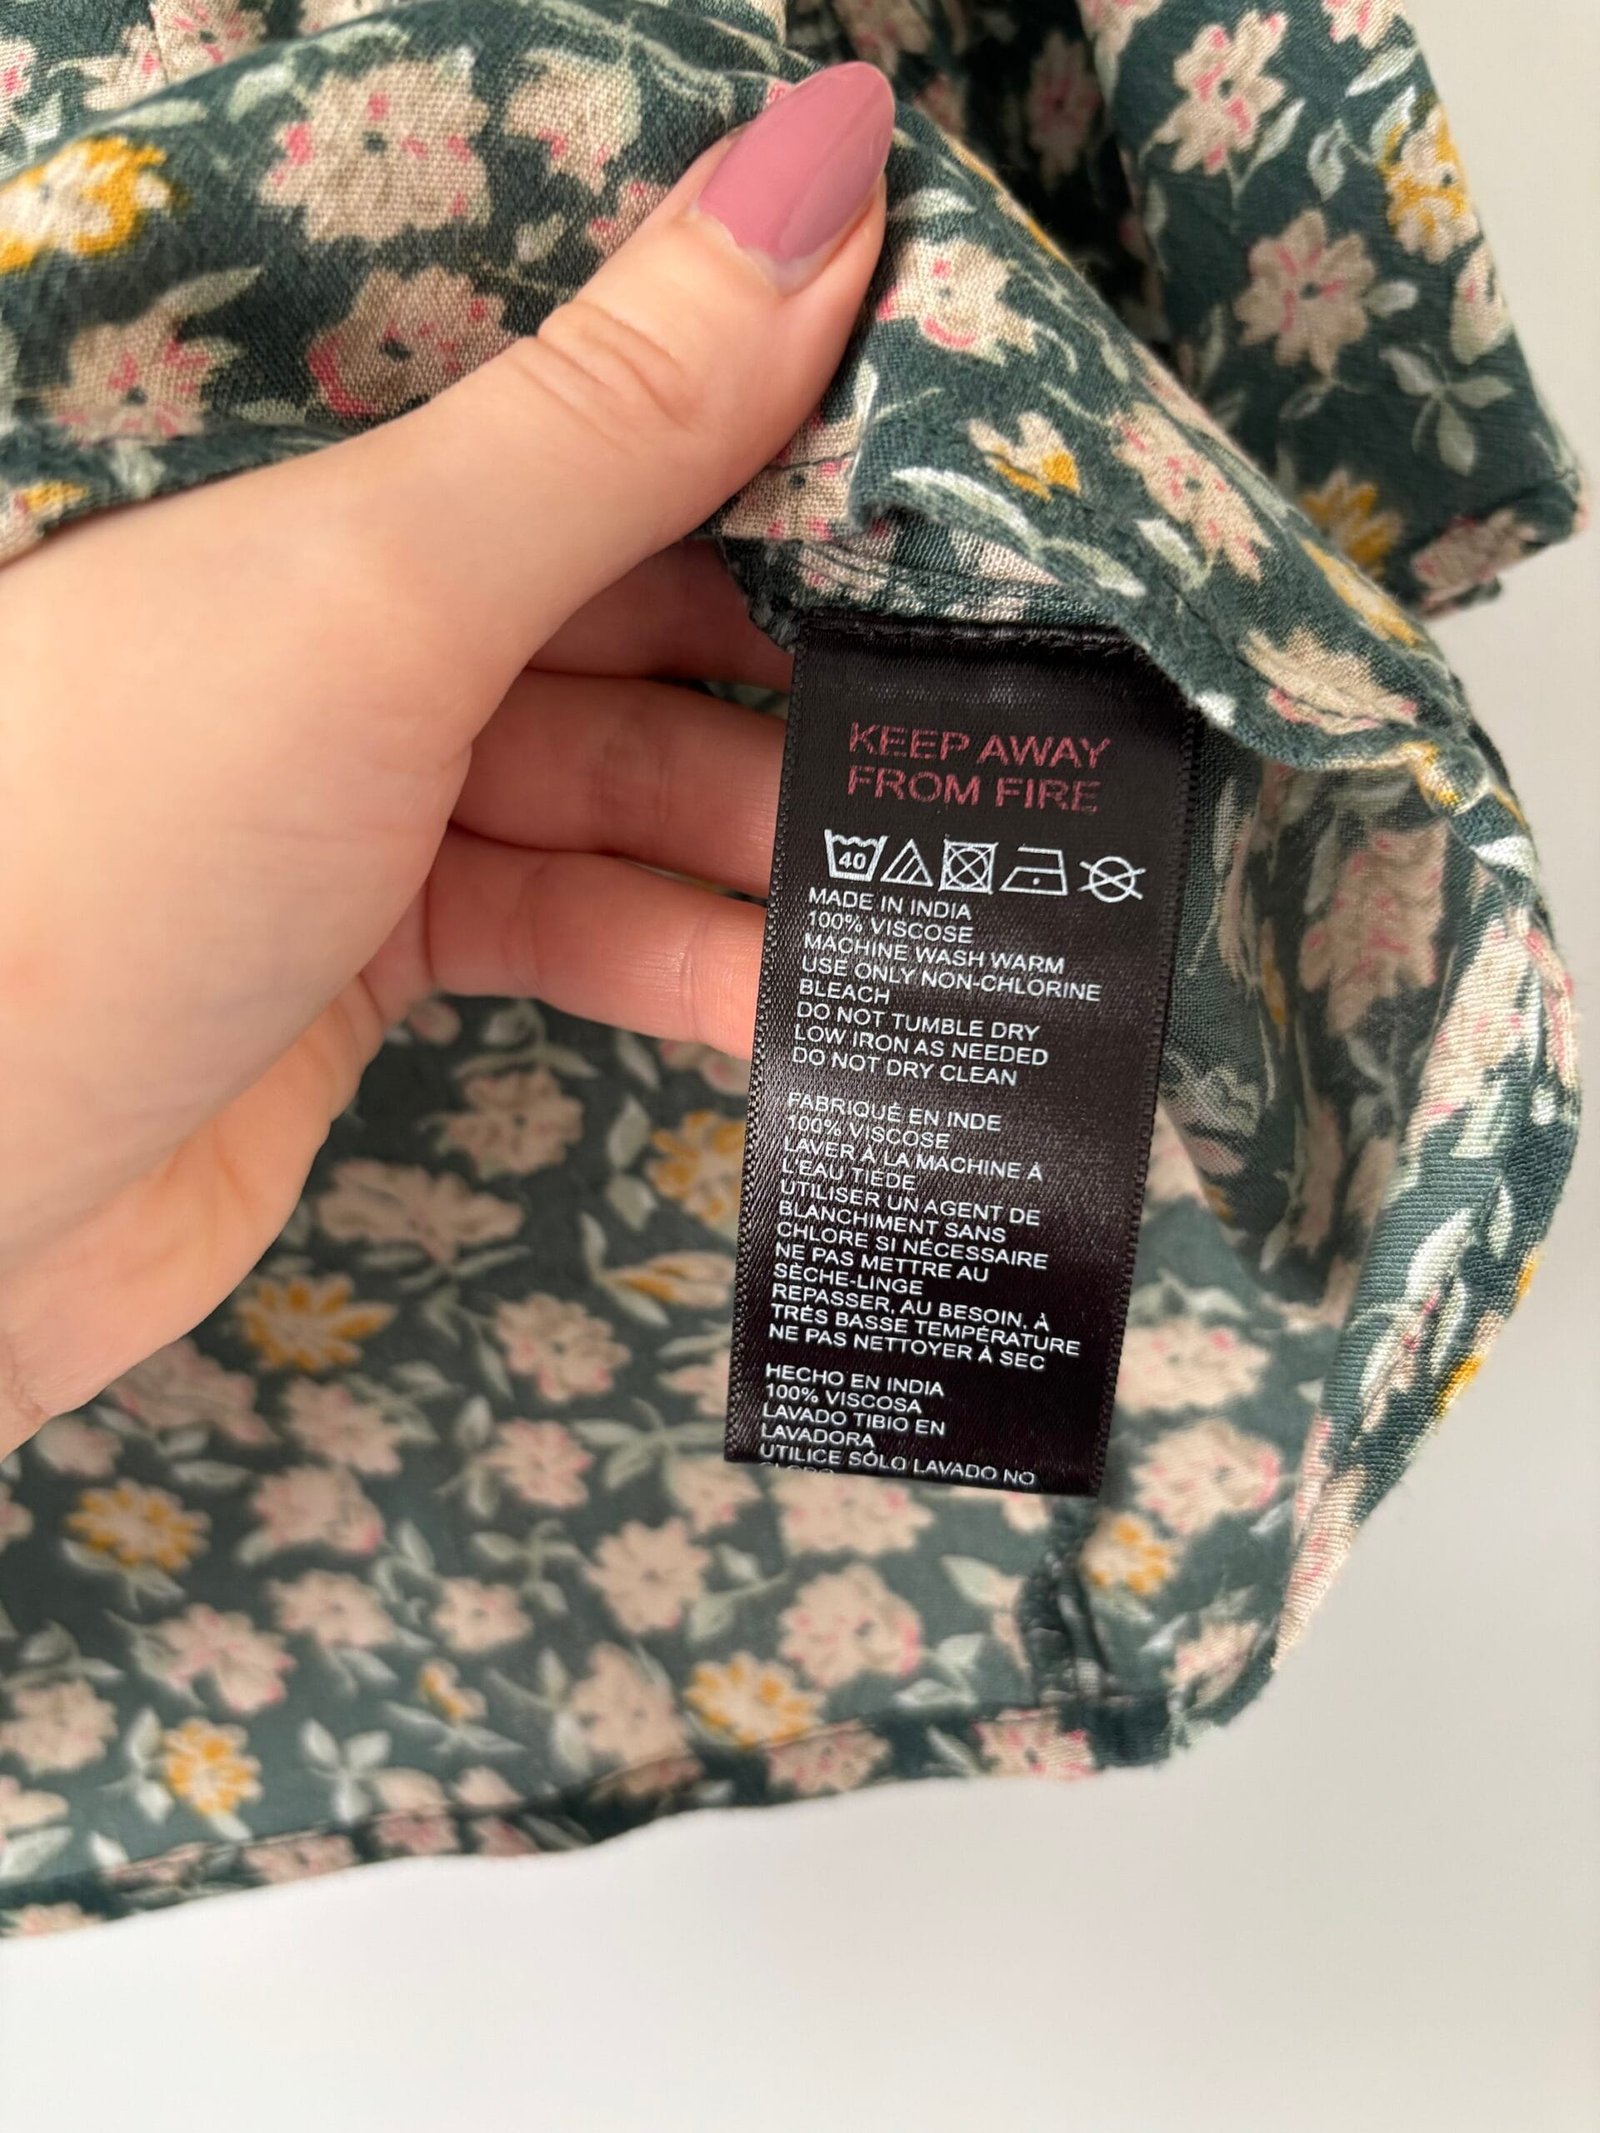 KEEP AWAY
FROM FIRE
40
MADE IN INDIA
100% VISCOSE
MACHINE WASH WARM
USE ONLY NON-CHLORINE
BLEACH
DO NOT TUMBLE DRY
LOW IRON AS NEEDED
DO NOT DRY CLEAN
FABRIQUÉ EN INDE
100% VISCOSE
LAVER À LA MACHINE À
L'EAU TIÈDE
UTILISER UN AGENT DE
BLANCHIMENT SANS
CHLORE SI NÉCESSAIRE
NE PAS METTRE AU
SÈCHE-LINGE
REPASSER, AU BESOIN, À
TRÉS BASSE TEMPÉRATURE
NE PAS NETTOYER À SEC
HECHO EN INDIA
100% VISCOSA
LAVADO TIBIO EN
LAVADORA
UTILICE SÓLO LAVADO NO